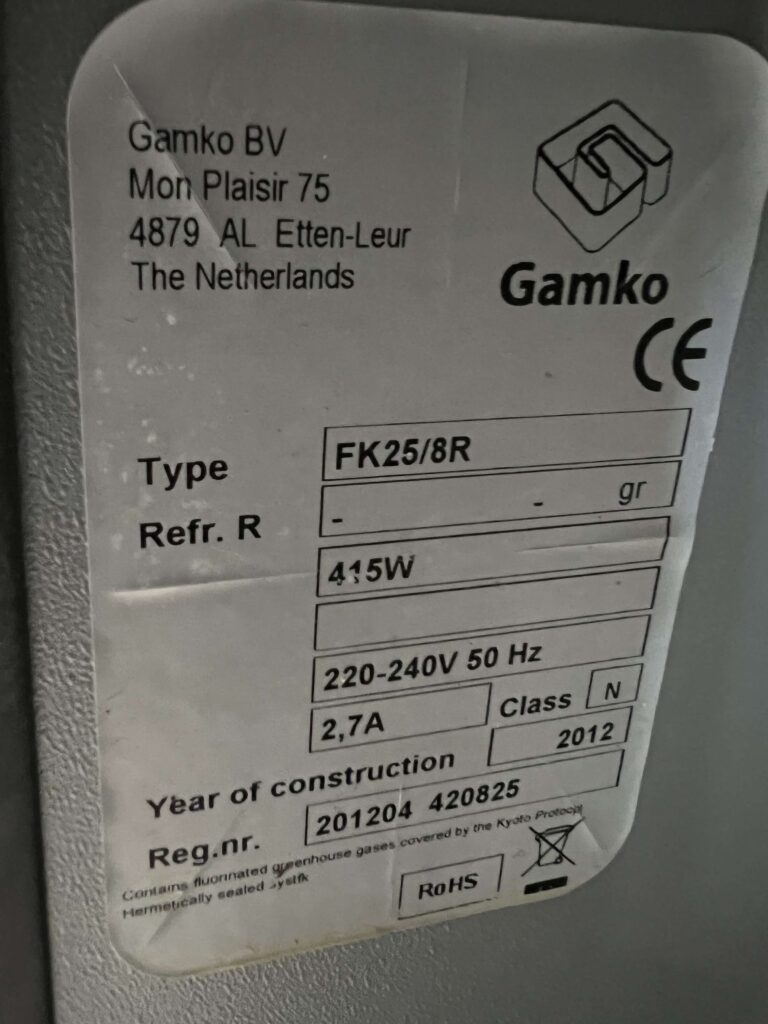 Gamko BV
Mon Plaisir 75
4879 AL Etten-Leur
The Netherlands
Gamko
CE
Type FK25/8R
Refr. R - - gr
415W
220-240V 50 Hz
2,7A Class N
Year of construction 2012
Reg.nr. 201204 420825
Contains fluorinated greenhouse gases covered by the Kyoto Protocol
Hermetically sealed
RoHS